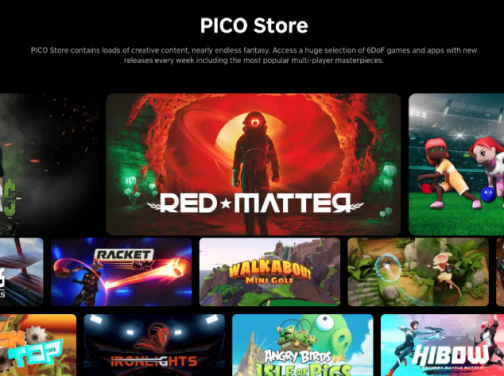 PICO Store
PICO Store contains loads of creative content, nearly endless fantasy. Access a huge selection of 6DoF games and apps with new
releases every week including the most popular multi-player masterpieces.
RED★MATTER
RACKET
WALKABOUT
MINI GOLF
IRONLIGHTS
ANGRY BIRDS
ISLE OF PIGS
HIBOW